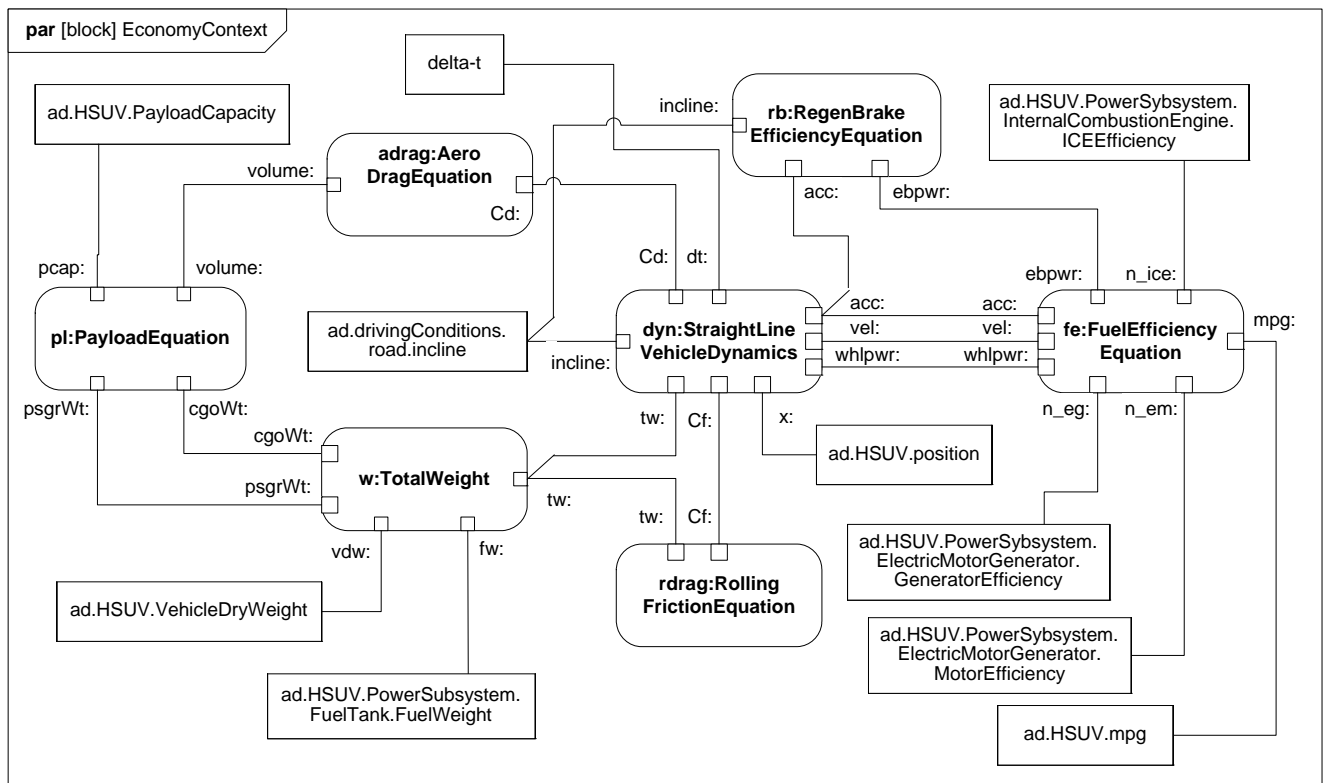 par [block] EconomyContext
delta-t
ad.HSUV.PayloadCapacity
incline:
rb:RegenBrake
EfficiencyEquation
ad.HSUV.PowerSybsystem.
InternalCombustionEngine.
ICEEfficiency
volume:
adrag:Aero
DragEquation
Cd:
acc:
ebpwr:
pcap:
volume:
Cd:
dt:
ebpwr:
n_ice:
pl:PayloadEquation
ad.drivingConditions.
road.incline
incline:
dyn:StraightLine
VehicleDynamics
acc:
vel:
whlpwr:
acc:
vel:
whlpwr:
fe:FuelEfficiency
Equation
mpg:
psgrWt:
cgoWt:
tw:
Cf:
x:
n_eg:
n_em:
cgoWt:
psgrWt:
w:TotalWeight
tw:
ad.HSUV.position
vdw:
fw:
tw:
Cf:
ad.HSUV.PowerSybsystem.
ElectricMotorGenerator.
GeneratorEfficiency
rdrag:Rolling
FrictionEquation
ad.HSUV.VehicleDryWeight
ad.HSUV.PowerSybsystem.
ElectricMotorGenerator.
MotorEfficiency
ad.HSUV.PowerSubsystem.
FuelTank.FuelWeight
ad.HSUV.mpg